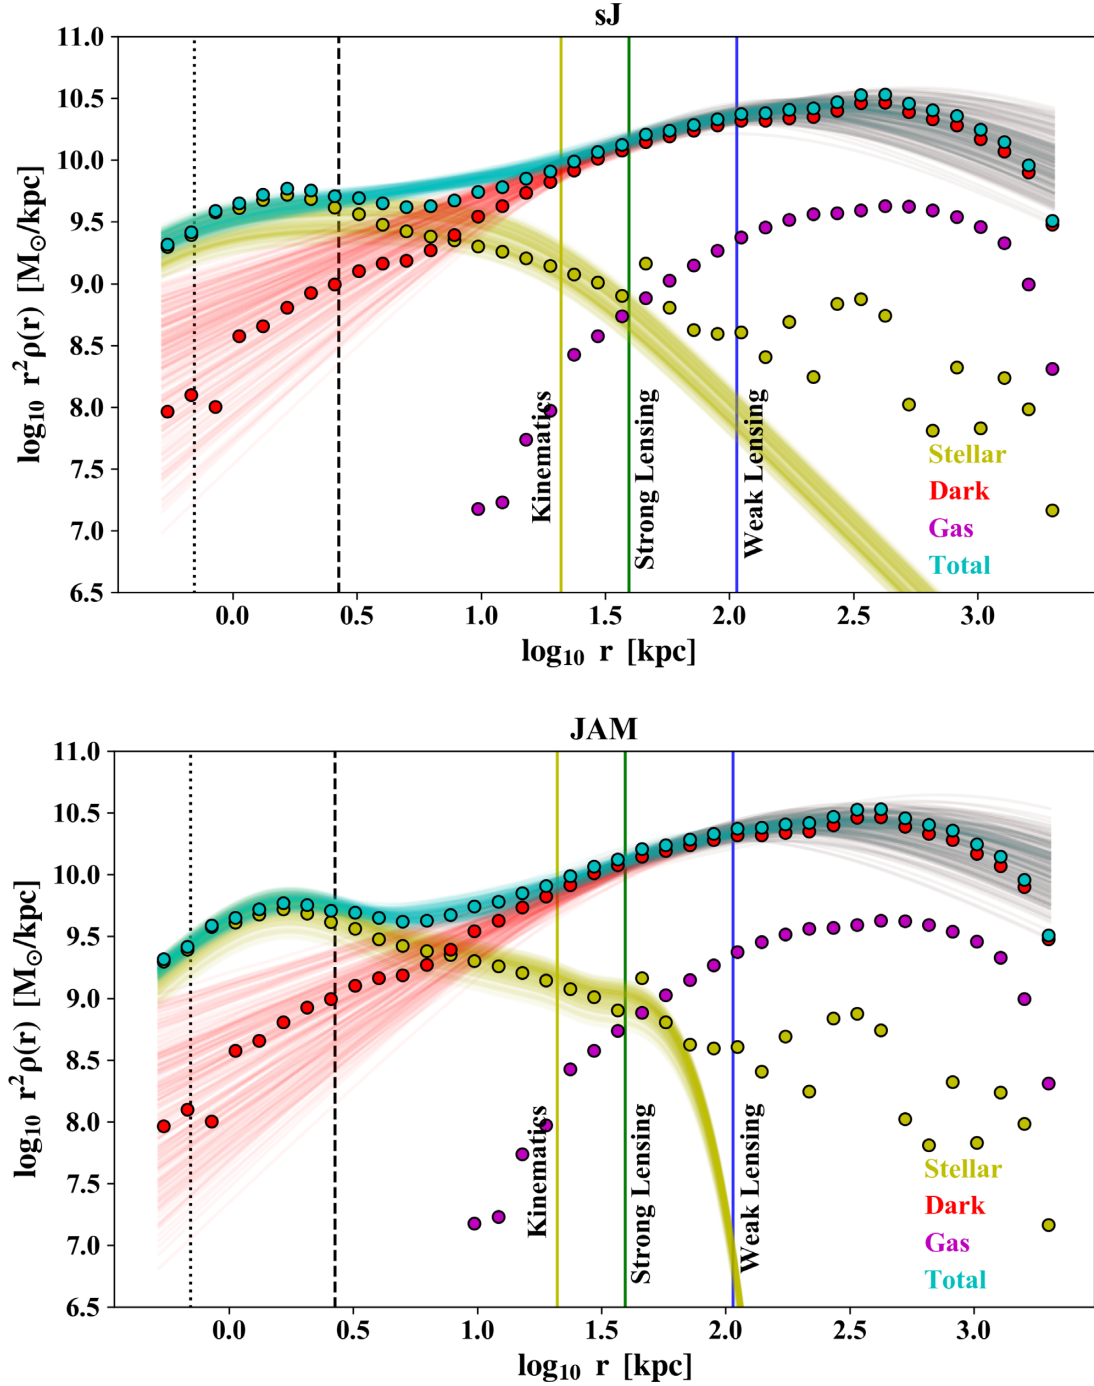 sJ
11.0
10.5
10.0
9.5
9.0
8.5
8.0
7.5
7.0
6.5
log₁₀ r²ρ(r) [M⊙/kpc]
Kinematics
Strong Lensing
Weak Lensing
Stellar
Dark
Gas
Total
0.0 0.5 1.0 1.5 2.0 2.5 3.0
log₁₀ r [kpc]
JAM
11.0
10.5
10.0
9.5
9.0
8.5
8.0
7.5
7.0
6.5
log₁₀ r²ρ(r) [M⊙/kpc]
Kinematics
Strong Lensing
Weak Lensing
Stellar
Dark
Gas
Total
0.0 0.5 1.0 1.5 2.0 2.5 3.0
log₁₀ r [kpc]